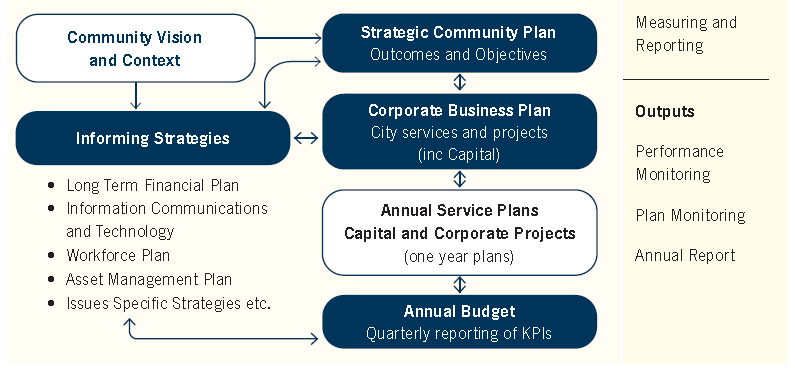 Community Vision
and Context
Strategic Community Plan
Outcomes and Objectives
Informing Strategies
Corporate Business Plan
City services and projects
(inc Capital)
• Long Term Financial Plan
• Information Communications
and Technology
• Workforce Plan
• Asset Management Plan
• Issues Specific Strategies etc.
Annual Service Plans
Capital and Corporate Projects
(one year plans)
Annual Budget
Quarterly reporting of KPIs
Measuring and
Reporting
Outputs
Performance
Monitoring
Plan Monitoring
Annual Report